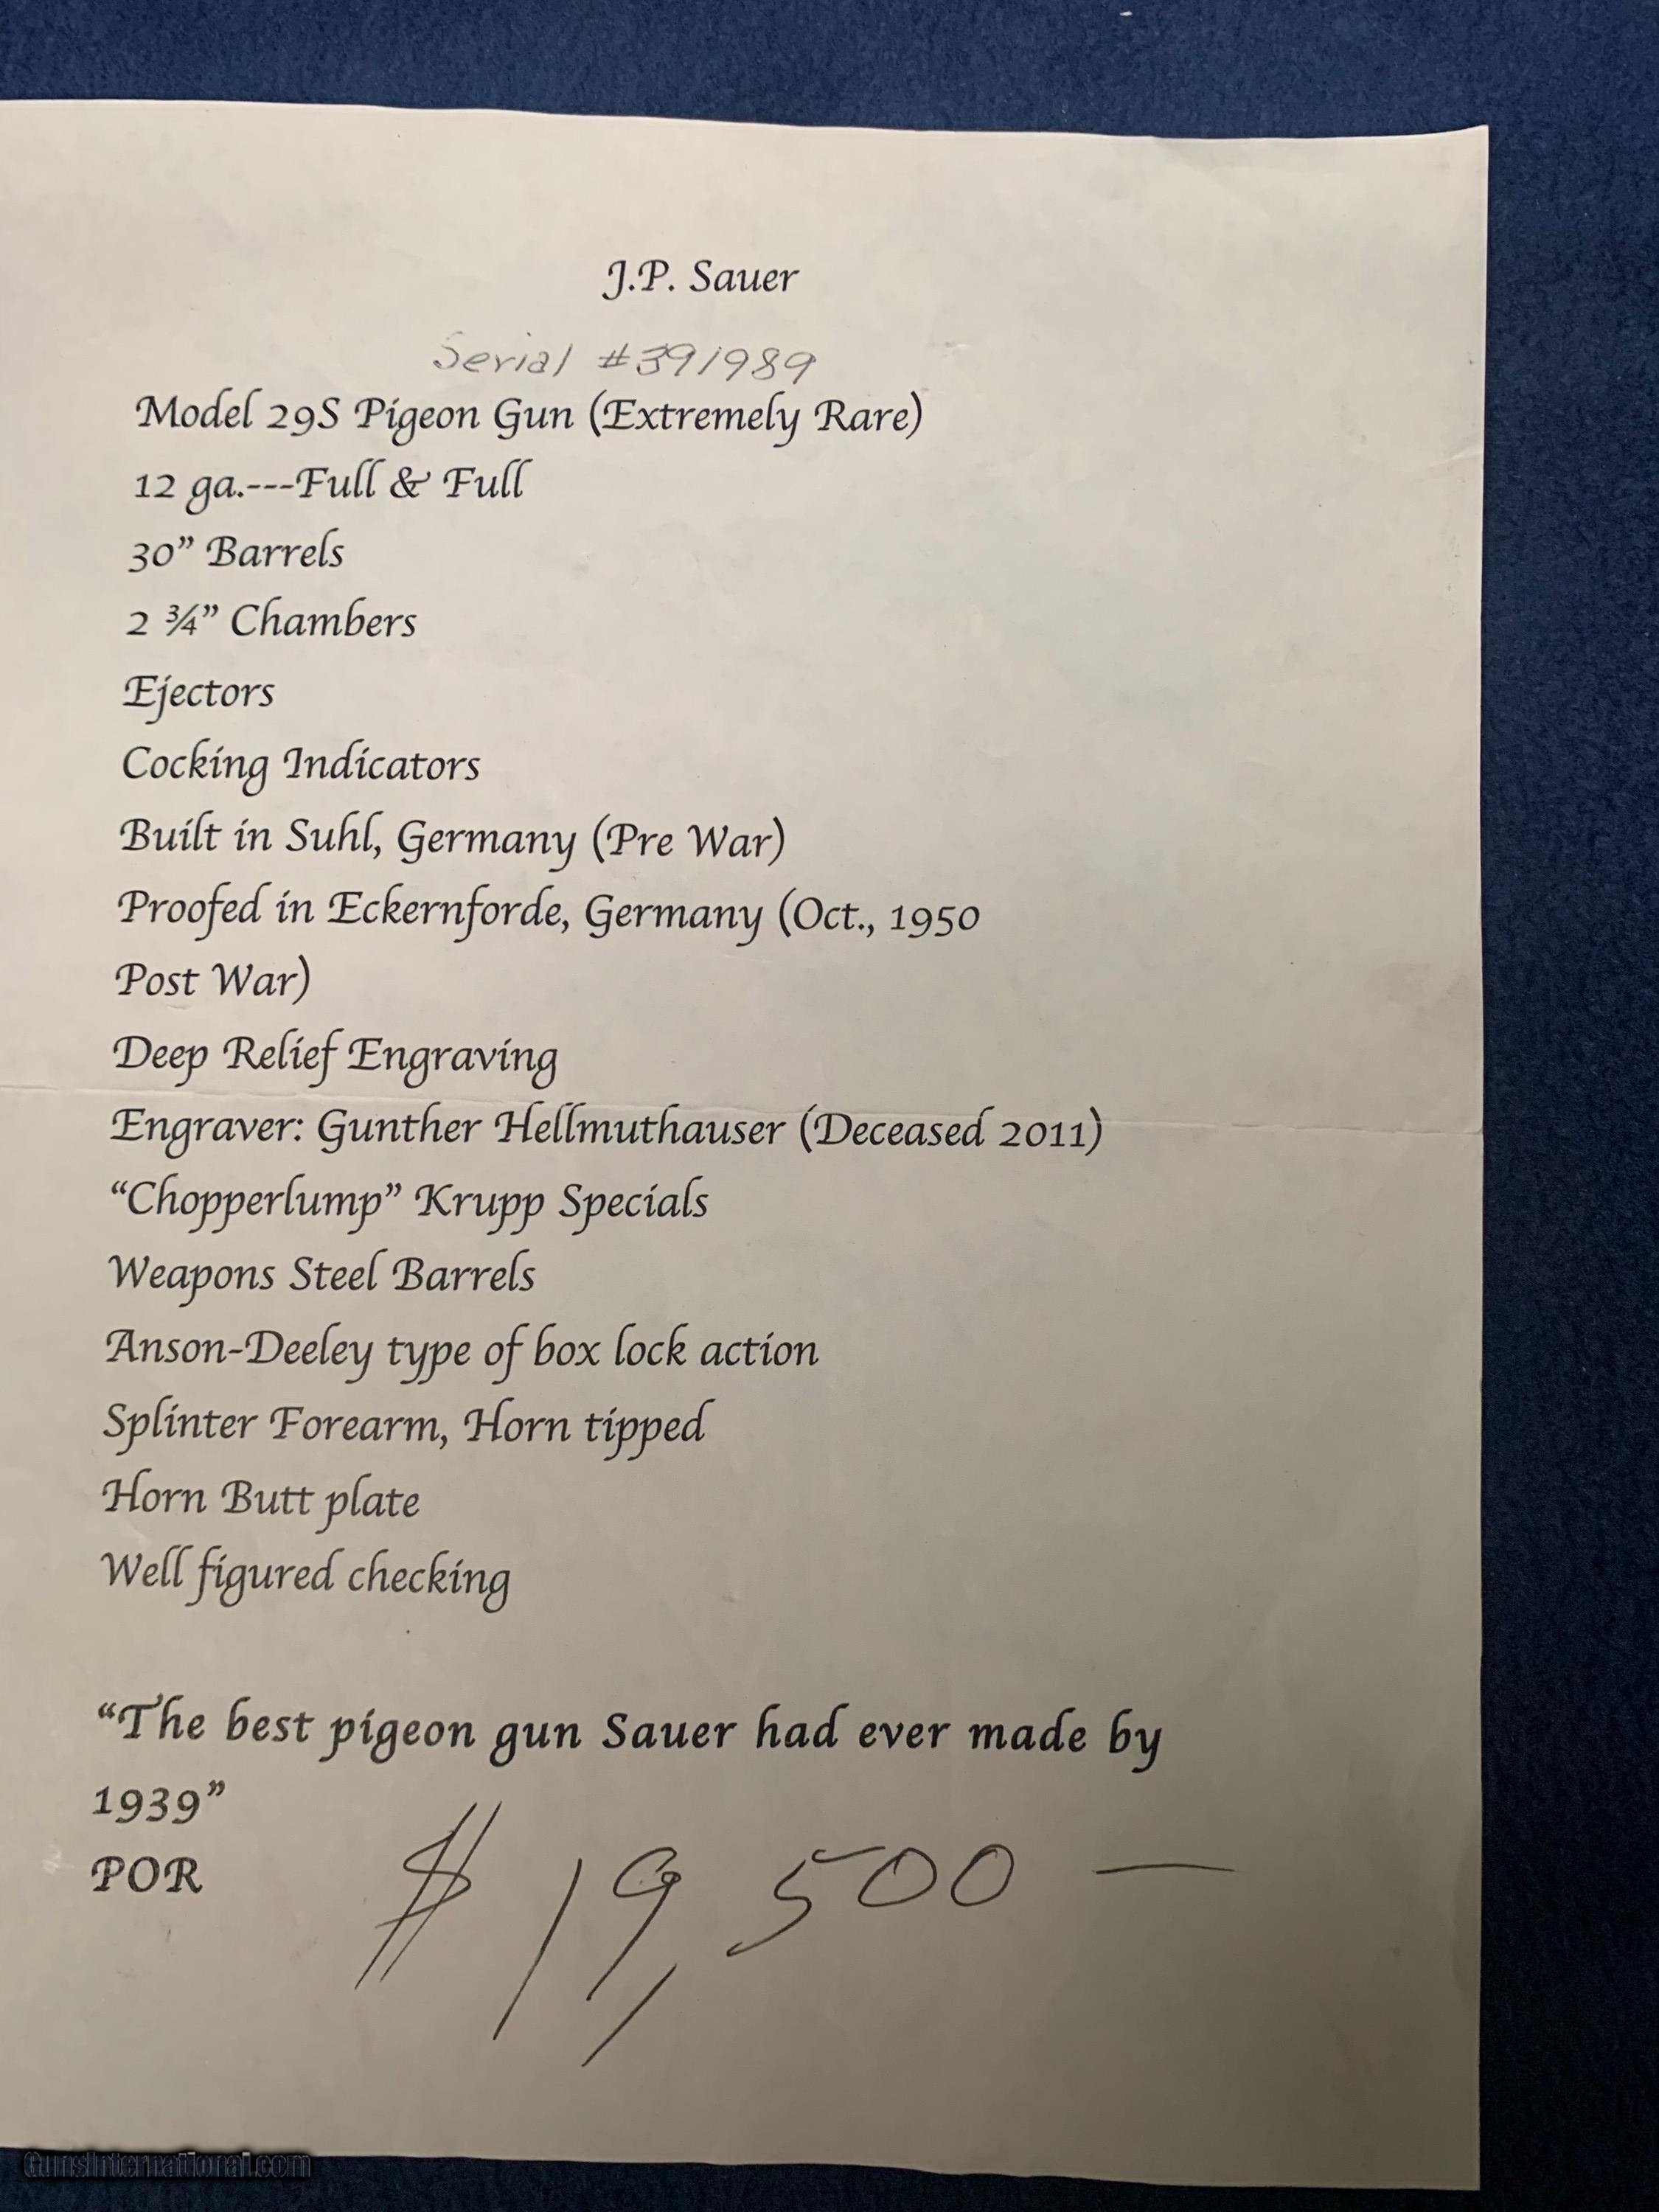 J.P. Sauer
Serial #391989
Model 29S Pigeon Gun (Extremely Rare)
12 ga.---Full & Full
30” Barrels
2 ¾” Chambers
Ejectors
Cocking Indicators
Built in Suhl, Germany (Pre War)
Proofed in Eckernforde, Germany (Oct., 1950
Post War)
Deep Relief Engraving
Engraver: Gunther Hellmuthauser (Deceased 2011)
“Chopperlump” Krupp Specials
Weapons Steel Barrels
Anson-Deeley type of box lock action
Splinter Forearm, Horn tipped
Horn Butt plate
Well figured checking
“The best pigeon gun Sauer had ever made by
1939”
POR
$19,500 —
GunsInternational.com